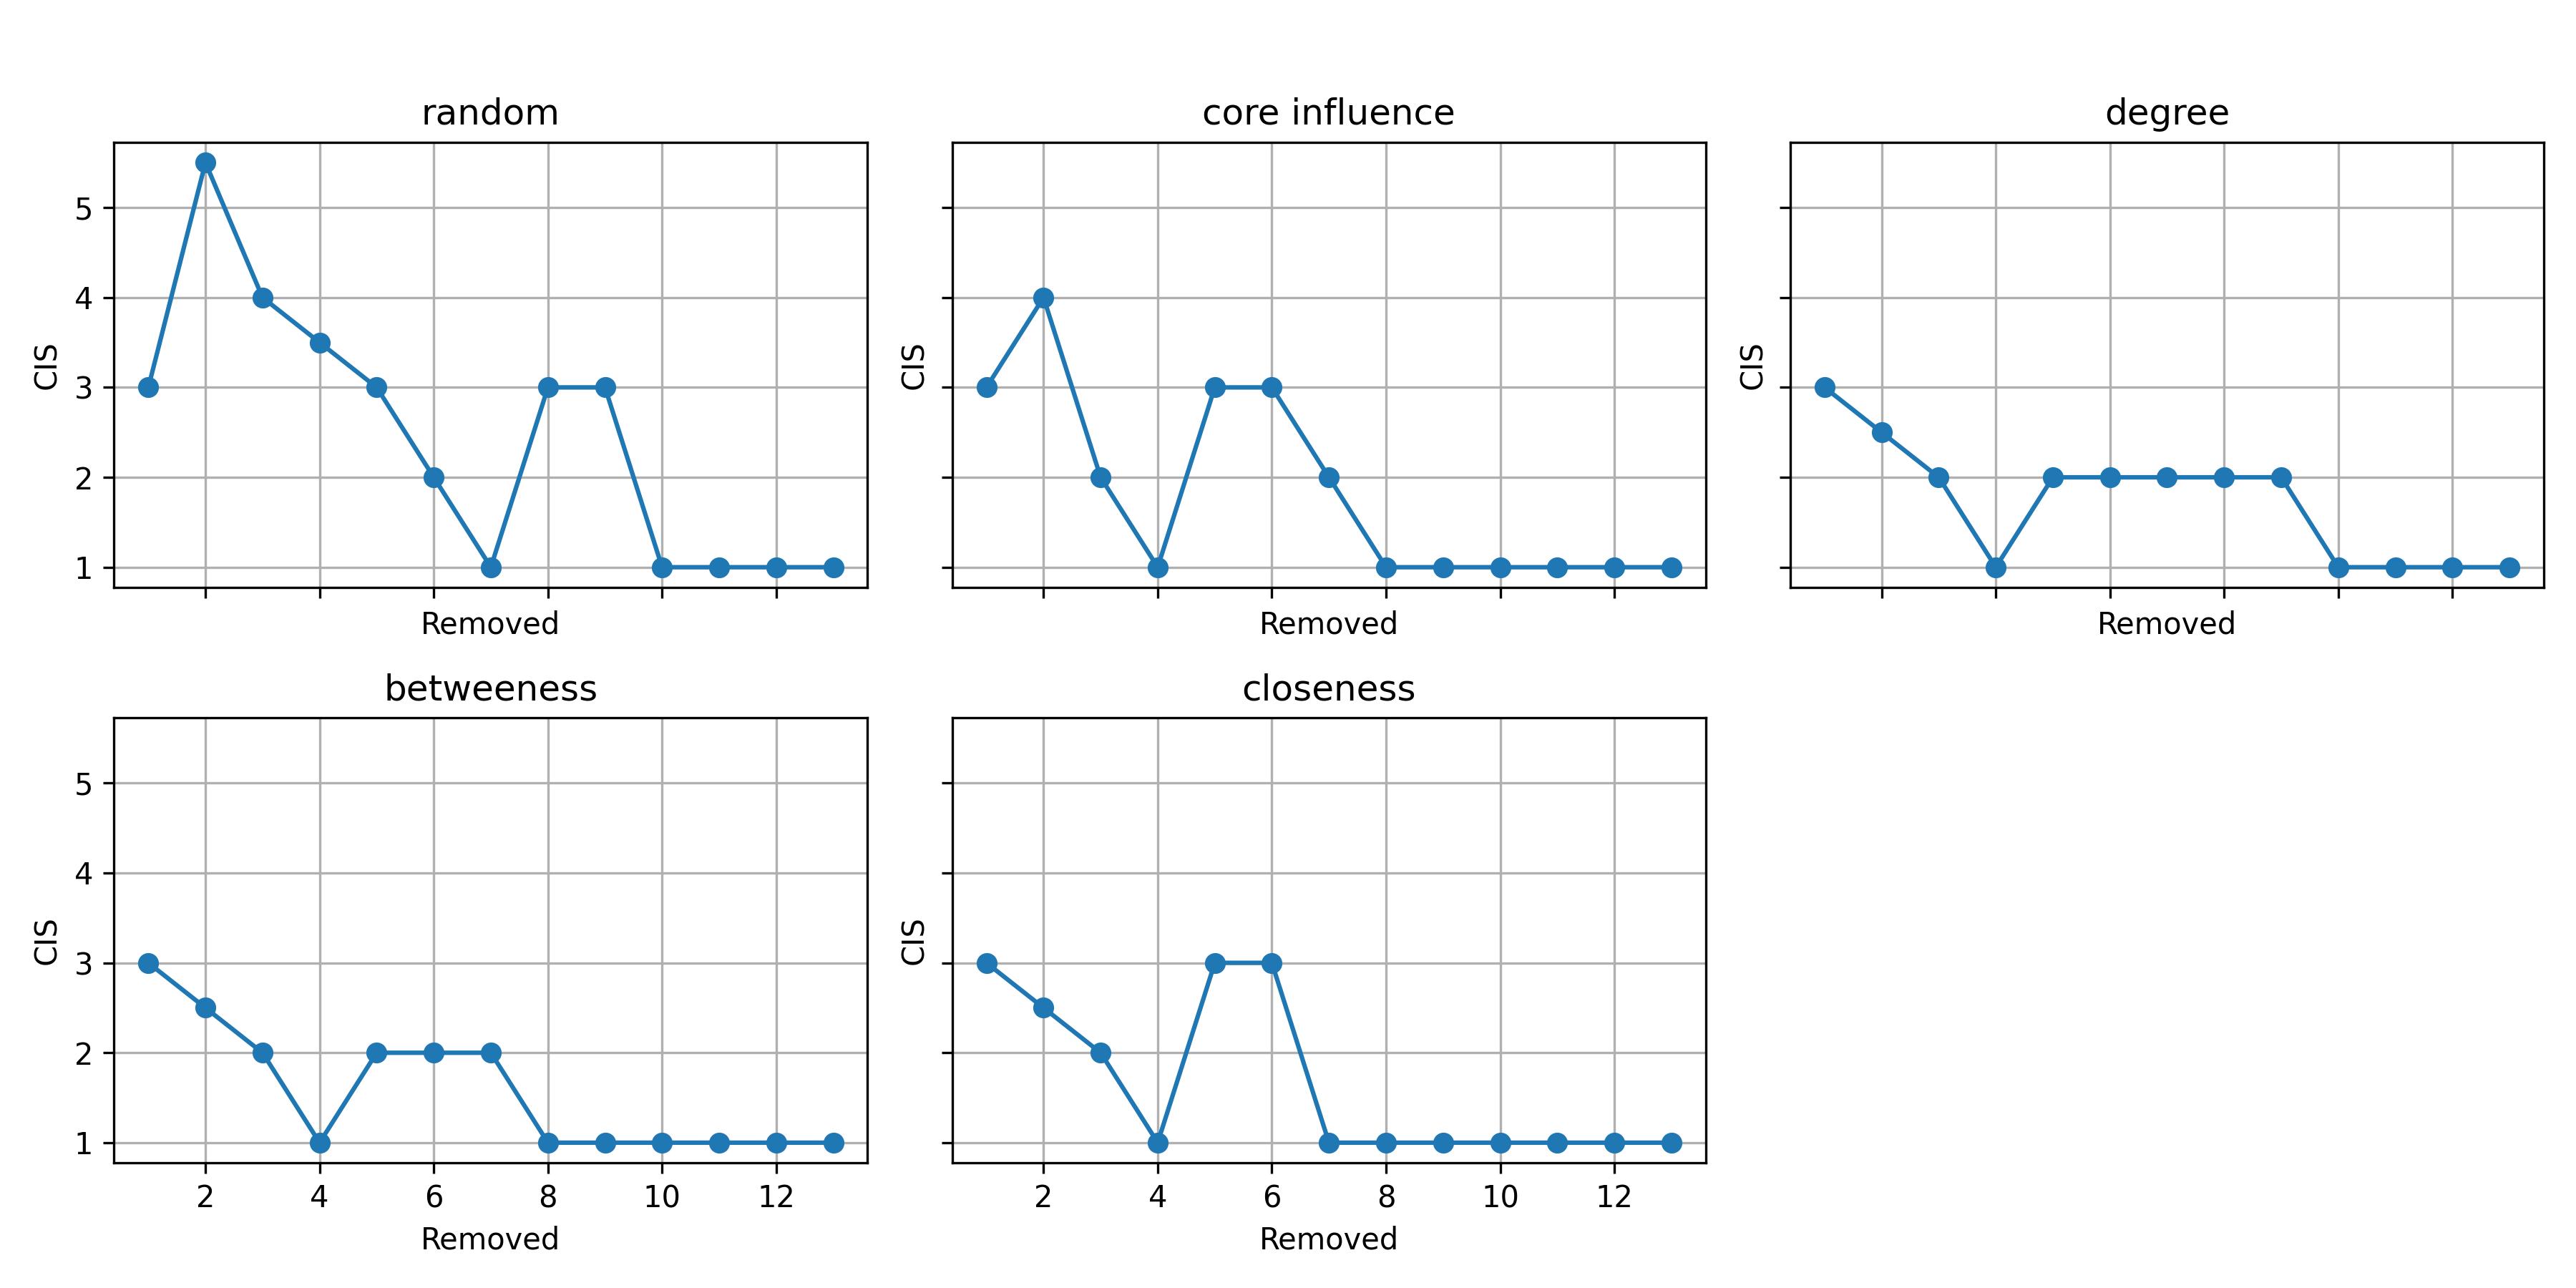 random
5
4
3
2
1
CIS
Removed
core influence
CIS
Removed
degree
CIS
Removed
betweeness
5
4
3
2
1
CIS
2 4 6 8 10 12
Removed
closeness
CIS
2 4 6 8 10 12
Removed